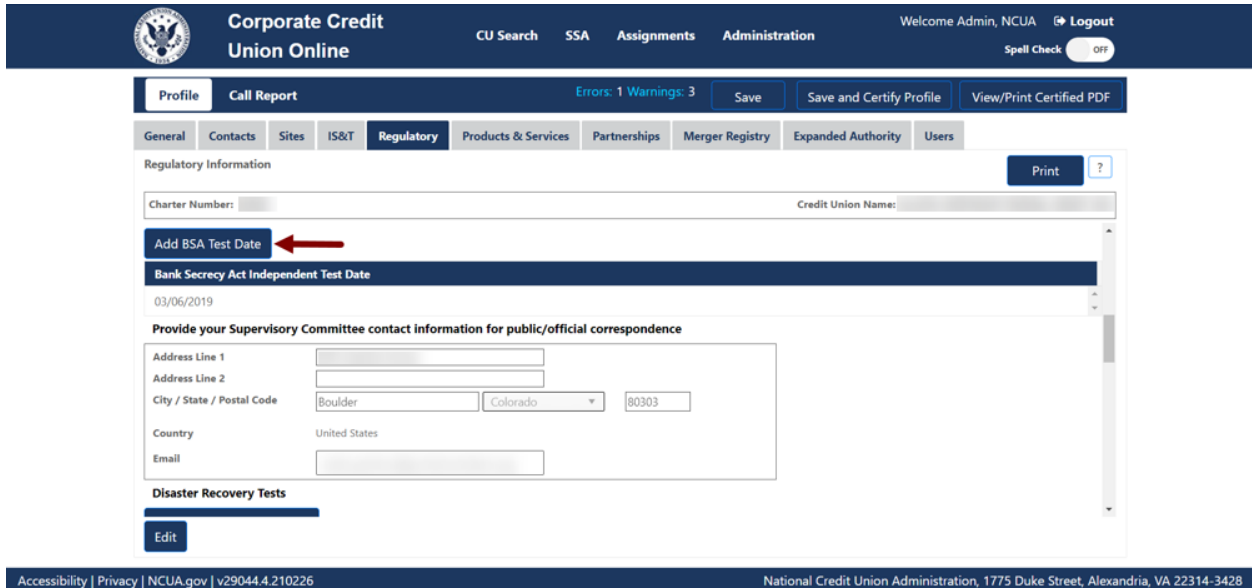 Corporate Credit
Union Online
CU Search SSA Assignments Administration
Welcome Admin, NCUA Logout
Spell Check OFF
Profile Call Report Errors: 1 Warnings: 3 Save Save and Certify Profile View/Print Certified PDF
General Contacts Sites IS&T Regulatory Products & Services Partnerships Merger Registry Expanded Authority Users
Regulatory Information
Print ?
Charter Number: Credit Union Name:
Add BSA Test Date
Bank Secrecy Act Independent Test Date
03/06/2019
Provide your Supervisory Committee contact information for public/official correspondence
Address Line 1
Address Line 2
City / State / Postal Code Boulder Colorado 80303
Country United States
Email
Disaster Recovery Tests
Edit
Accessibility | Privacy | NCUA.gov | v29044.4.210226 National Credit Union Administration, 1775 Duke Street, Alexandria, VA 22314-3428